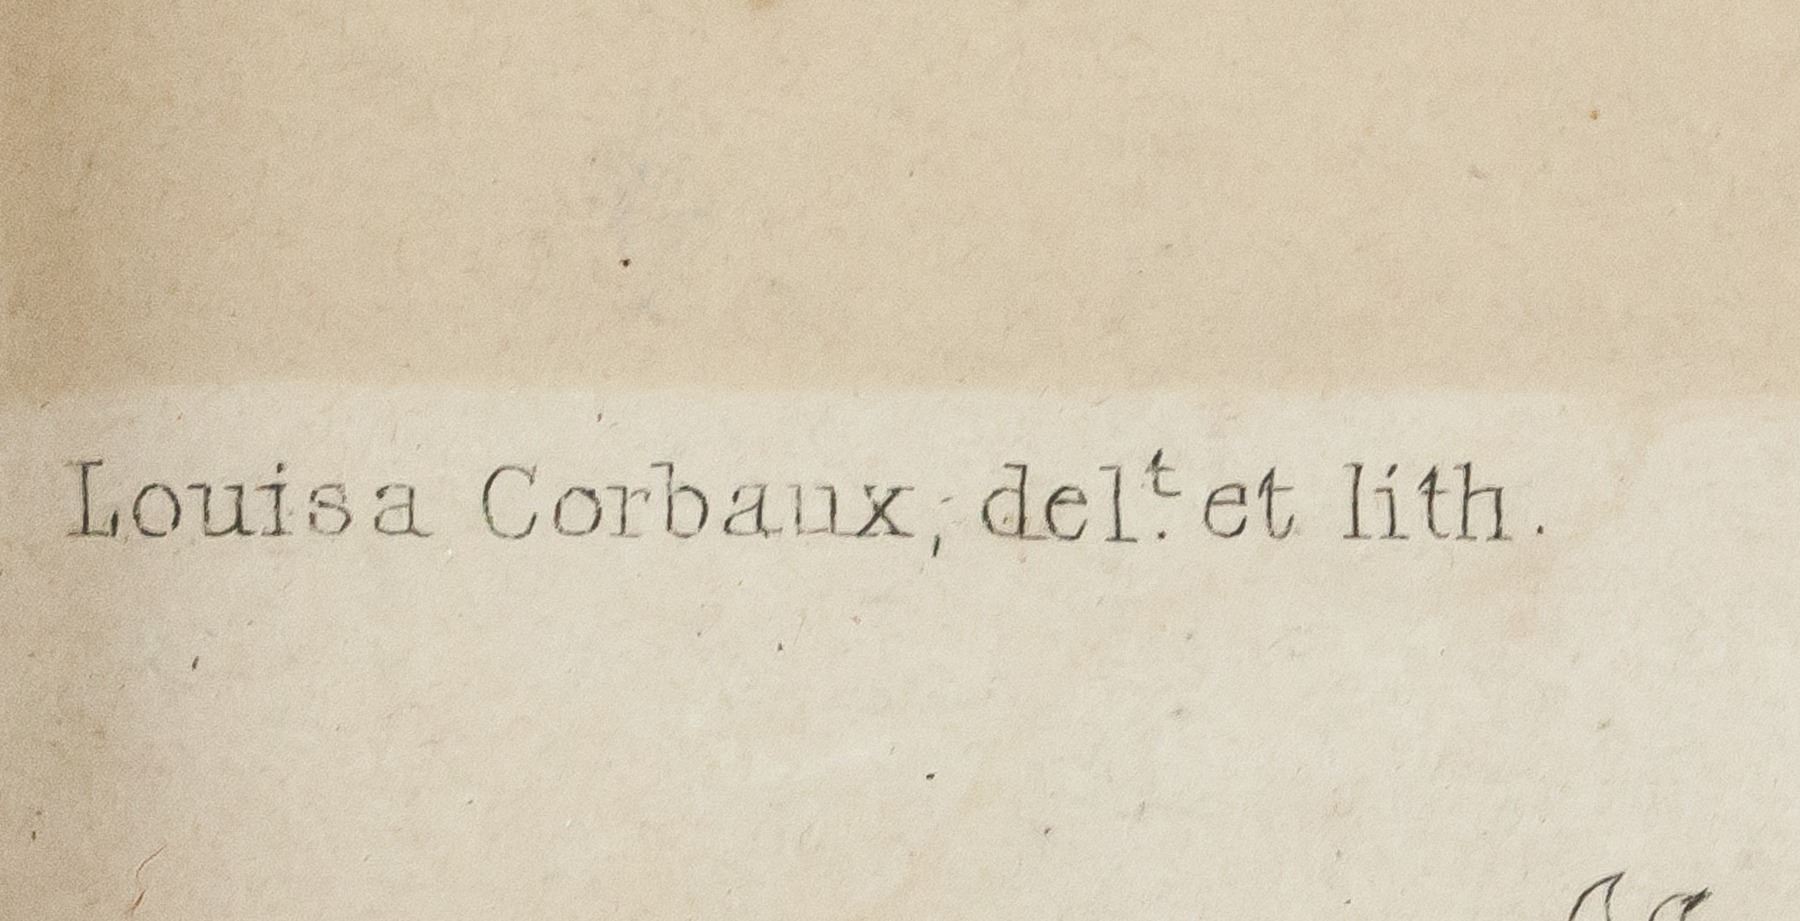 Louisa Corbaux, delᵗ. et lith.